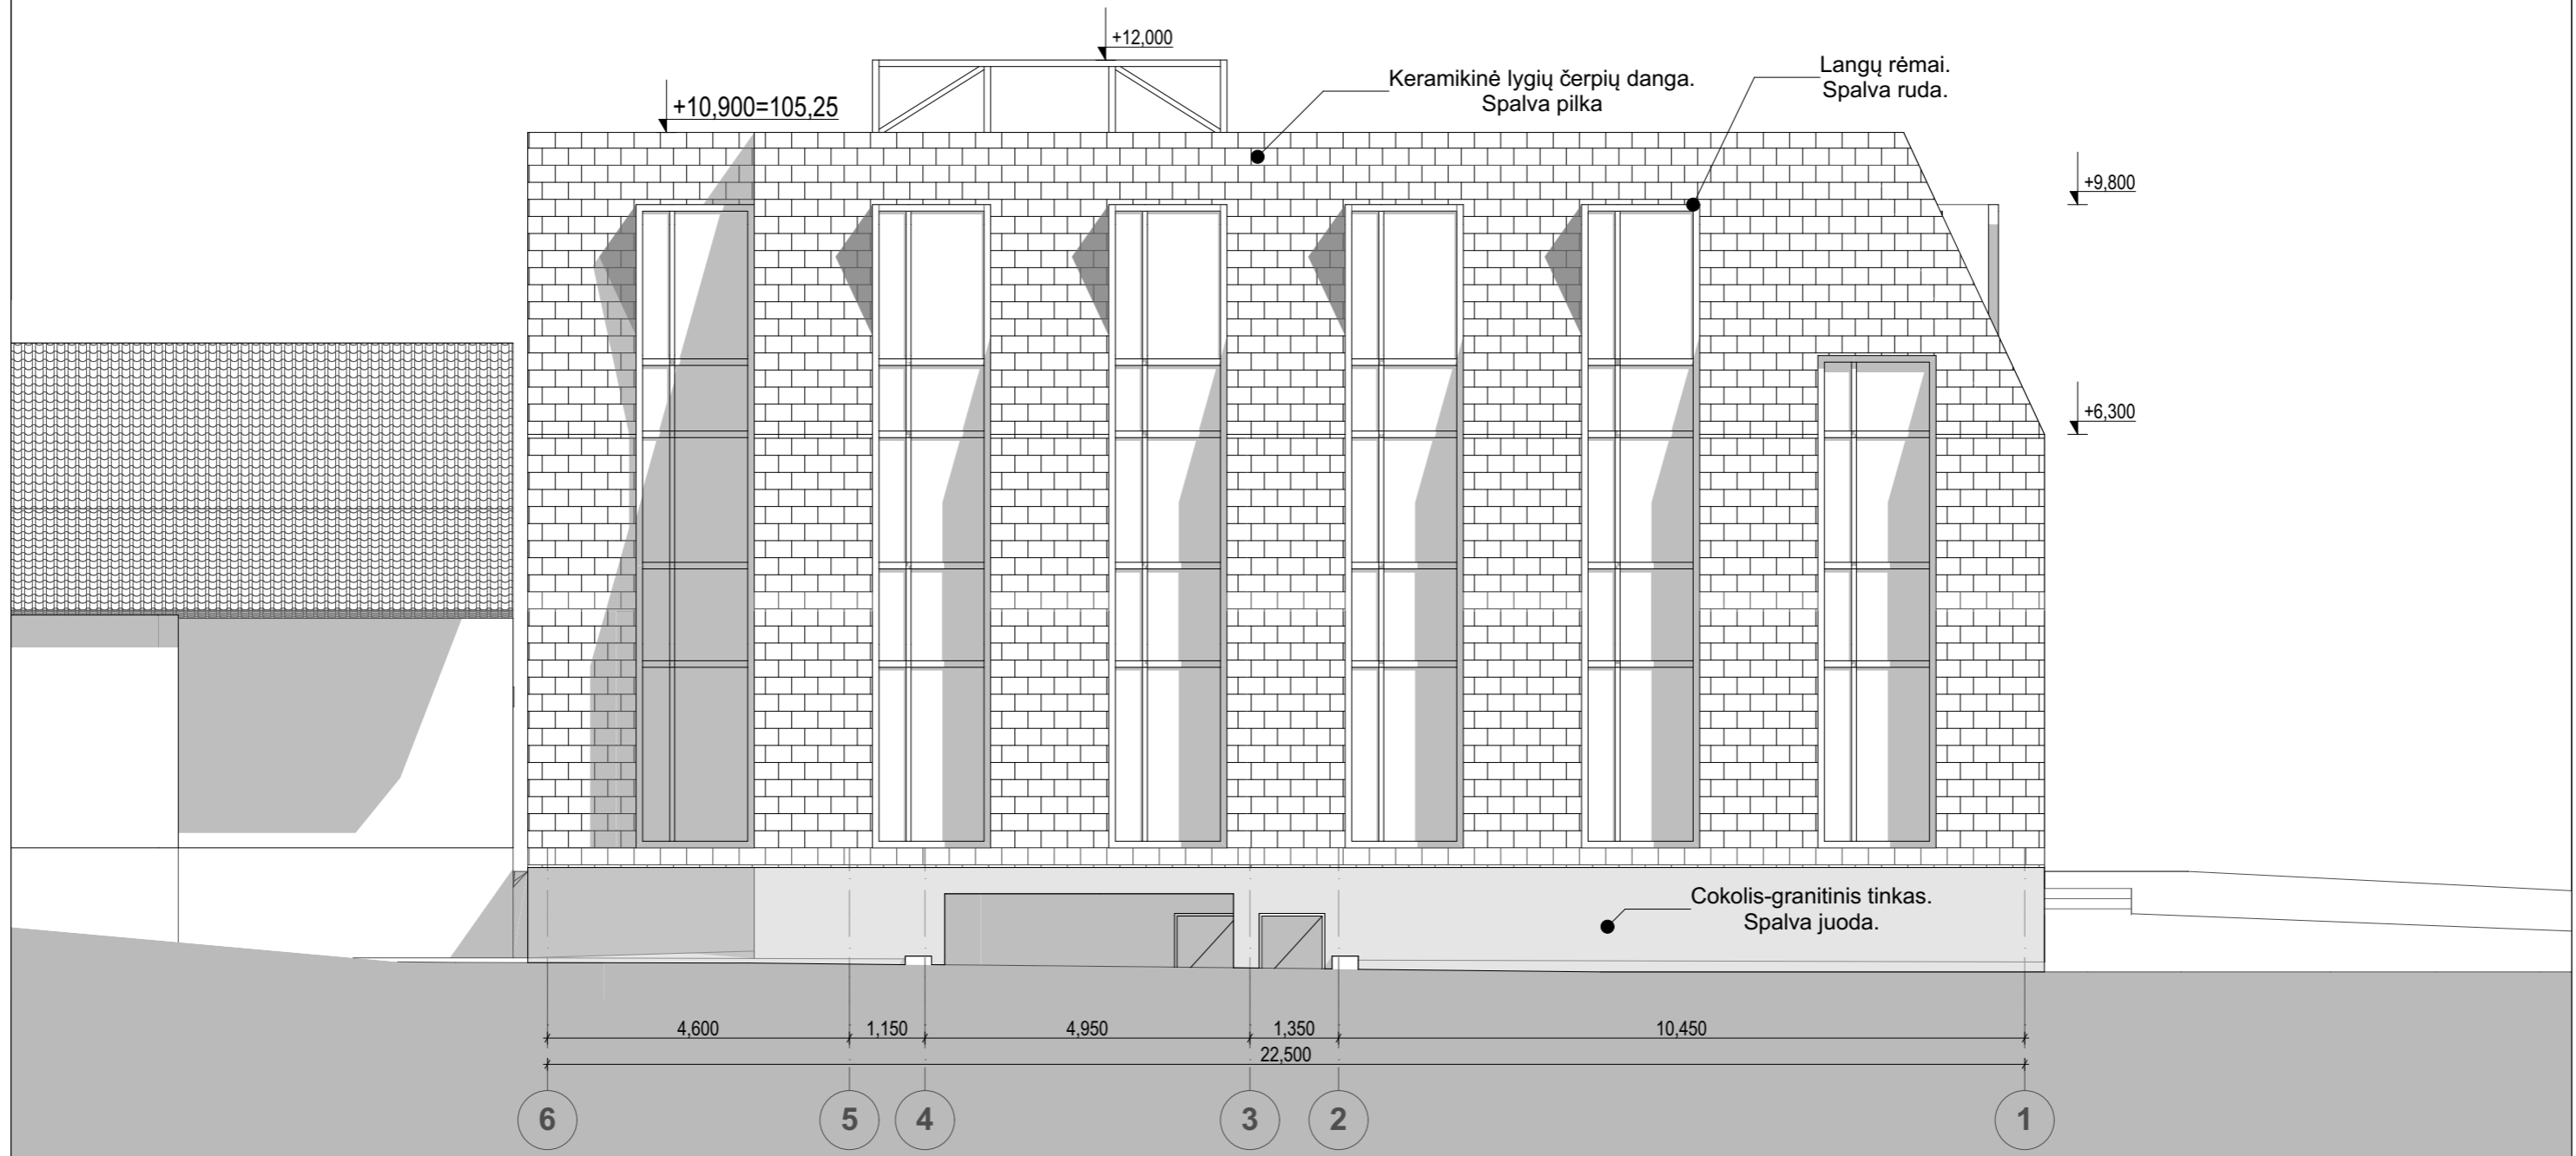 +12,000
Keramikinė lygių čerpių danga.
Spalva pilka
Langų rėmai.
Spalva ruda.
+10,900=105,25
+9,800
+6,300
Cokolis-granitinis tinkas.
Spalva juoda.
4,600 1,150 4,950 1,350 10,450
22,500
6 5 4 3 2 1